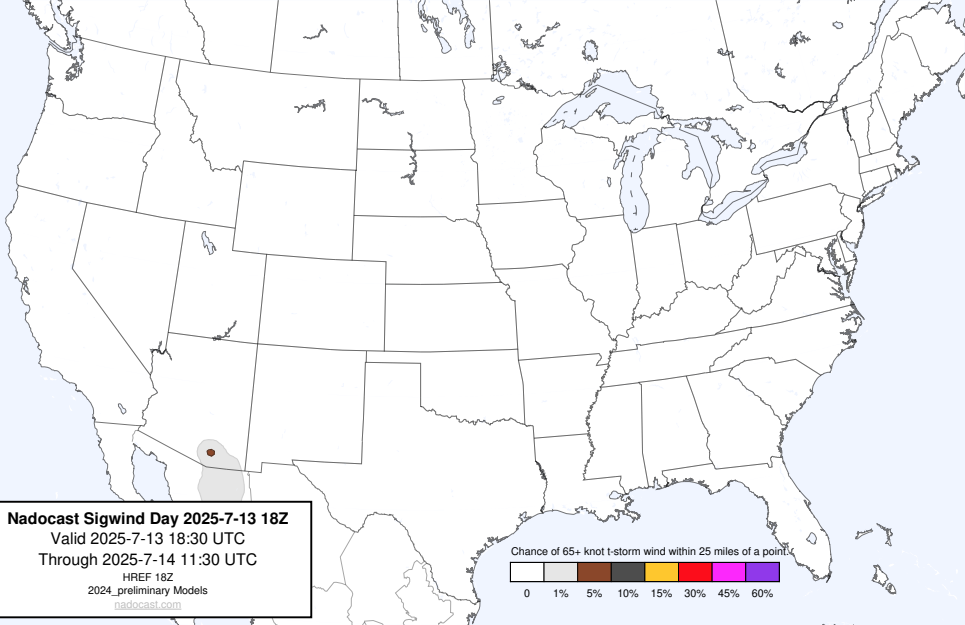 Nadocast Sigwind Day 2025-7-13 18Z
Valid 2025-7-13 18:30 UTC
Through 2025-7-14 11:30 UTC
HREF 18Z
2024_preliminary Models
nadocast.com
Chance of 65+ knot t-storm wind within 25 miles of a point.
0 1% 5% 10% 15% 30% 45% 60%